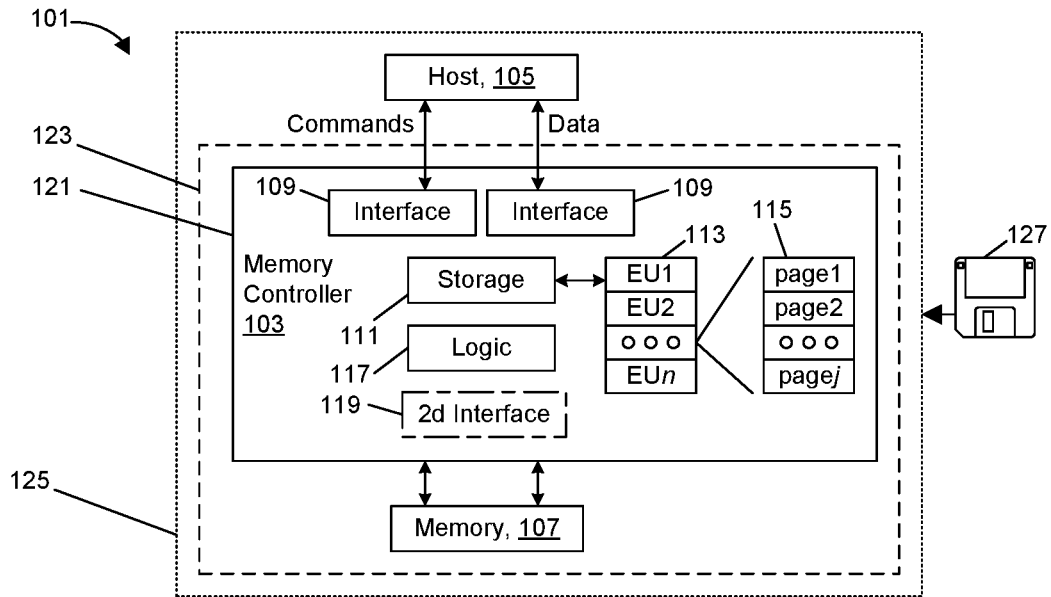 101
Host, 105
Commands
Data
123
121
109
Interface
Interface
109
113
115
127
Memory
Controller
103
Storage
EU1
page1
EU2
page2
111
Logic
EUn
pagej
117
119
2d Interface
125
Memory, 107